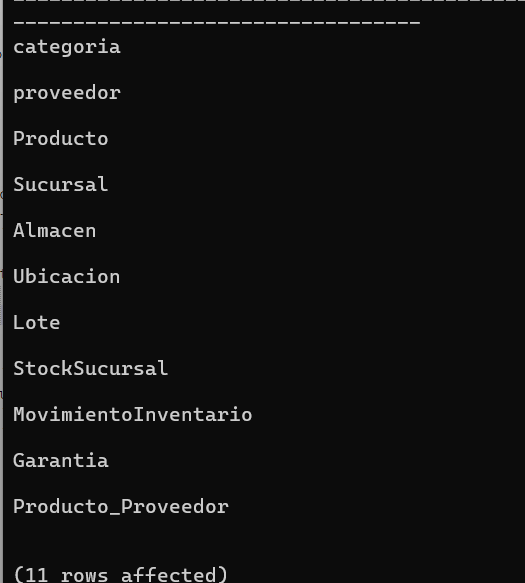 ---------------------------------
categoria
proveedor
Producto
Sucursal
Almacen
Ubicacion
Lote
StockSucursal
MovimientoInventario
Garantia
Producto_Proveedor
(11 rows affected)